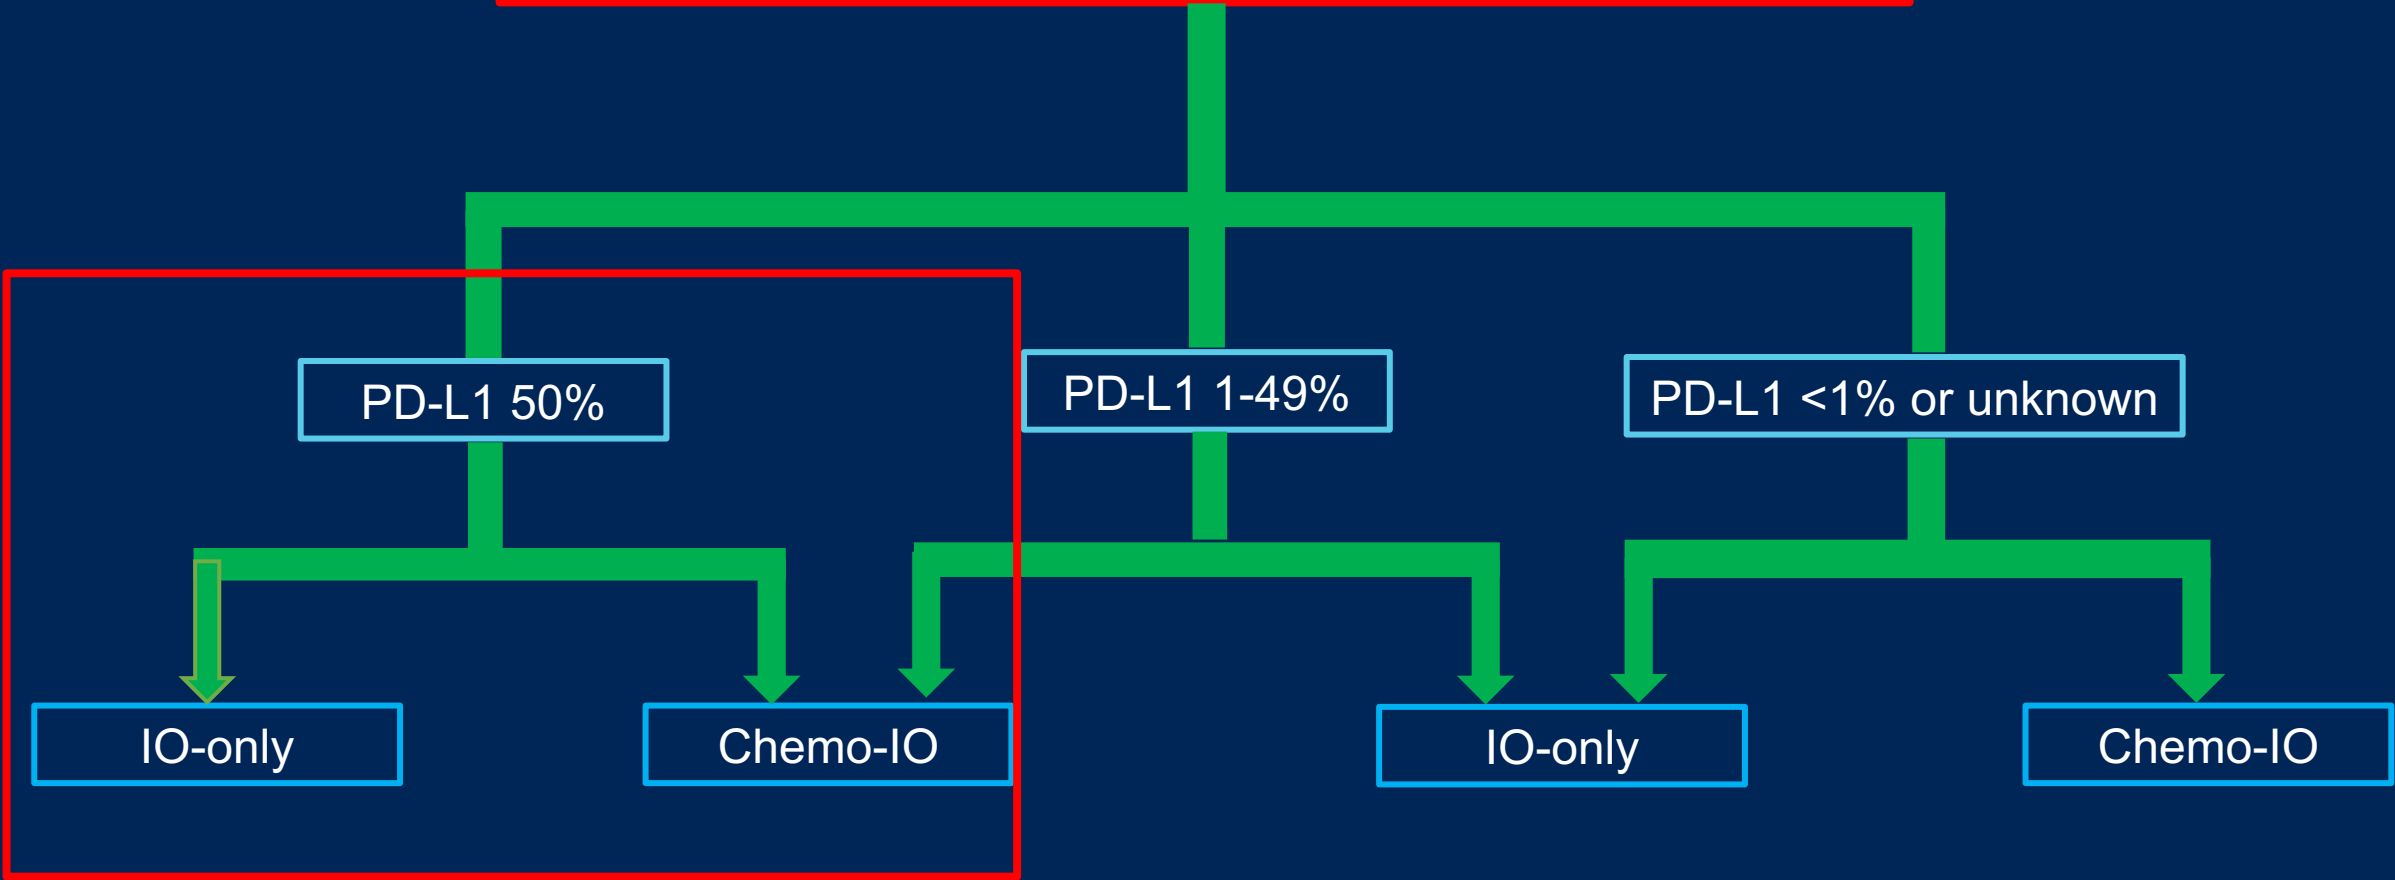 PD-L1 50%
PD-L1 1-49%
PD-L1 <1% or unknown
IO-only
Chemo-IO
IO-only
Chemo-IO